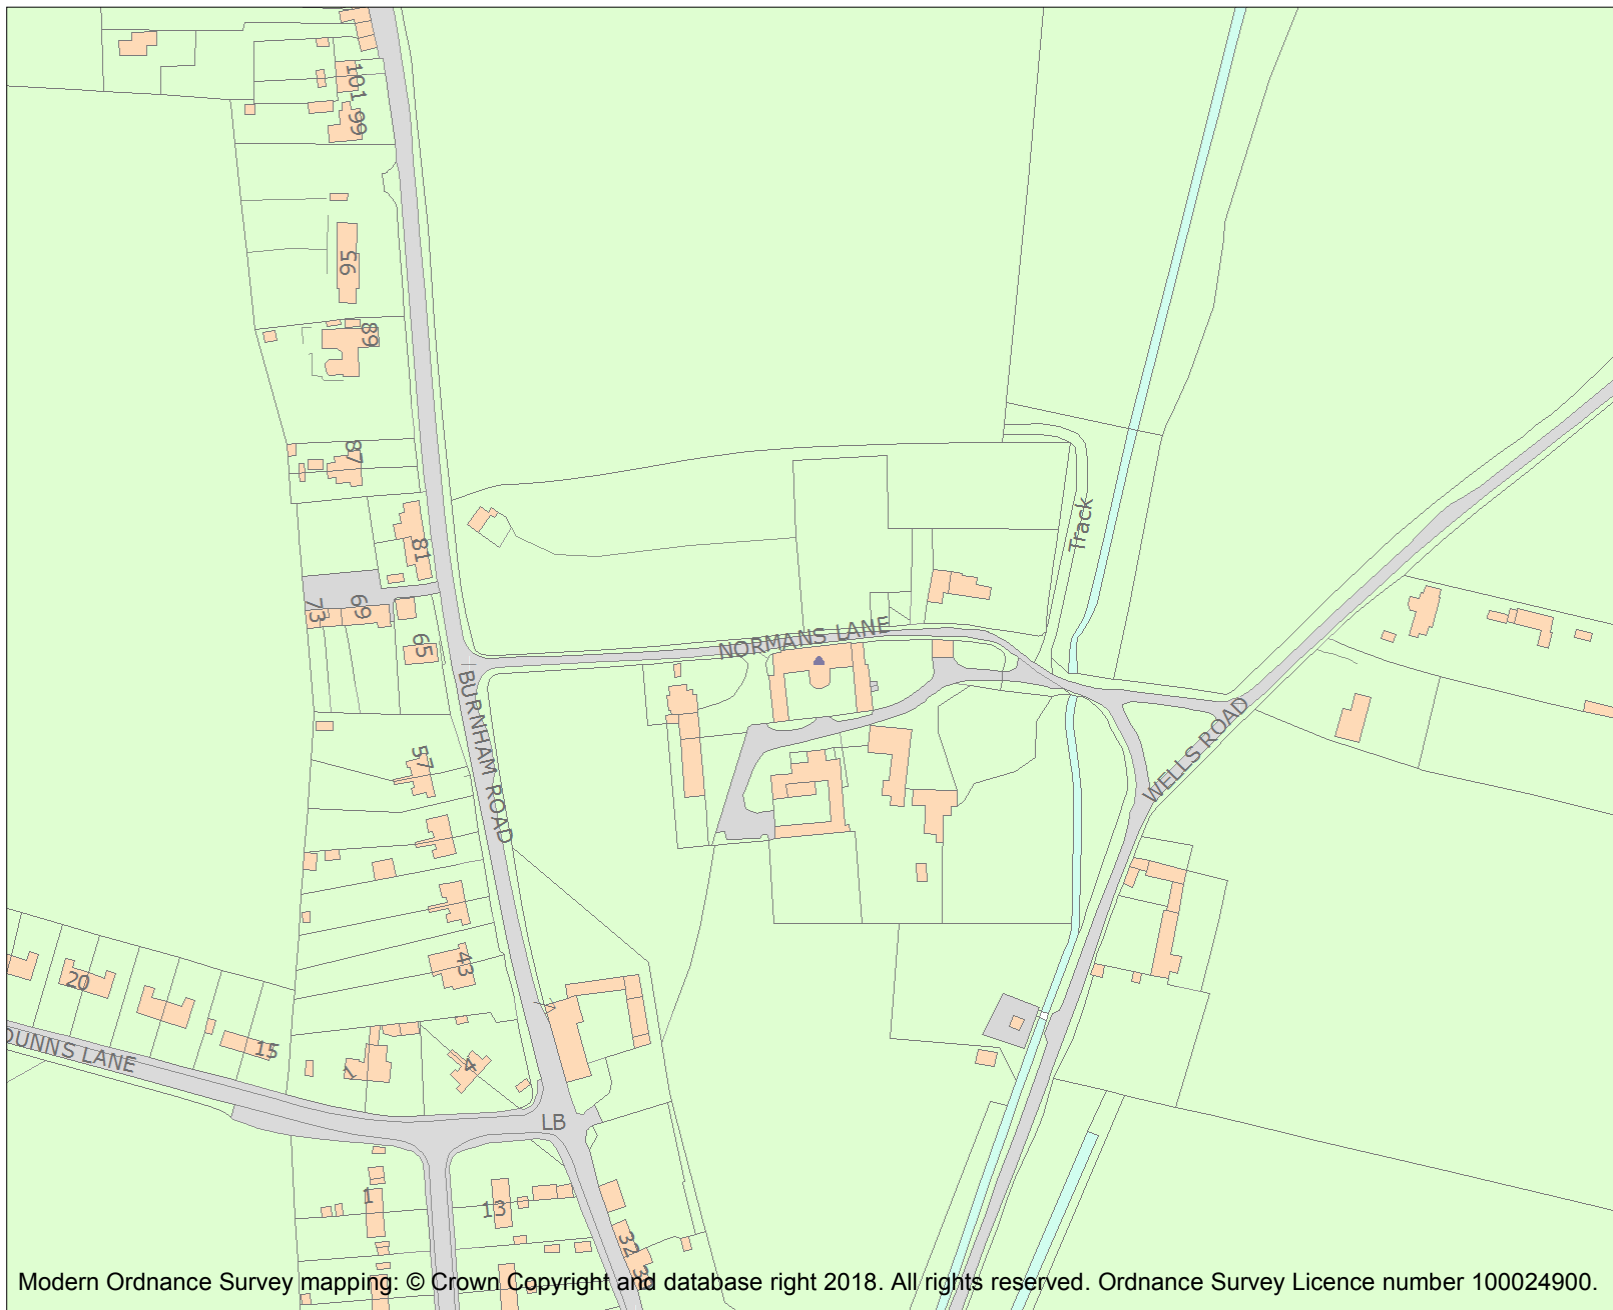 101
99
56
89
87
81
73
69
65
NORMANS LANE
Track
BURNHAM ROAD
57
WELLS ROAD
43
20
15
DUNNS LANE
1
4
LB
1
13
32
Modern Ordnance Survey mapping: © Crown Copyright and database right 2018. All rights reserved. Ordnance Survey Licence number 100024900.